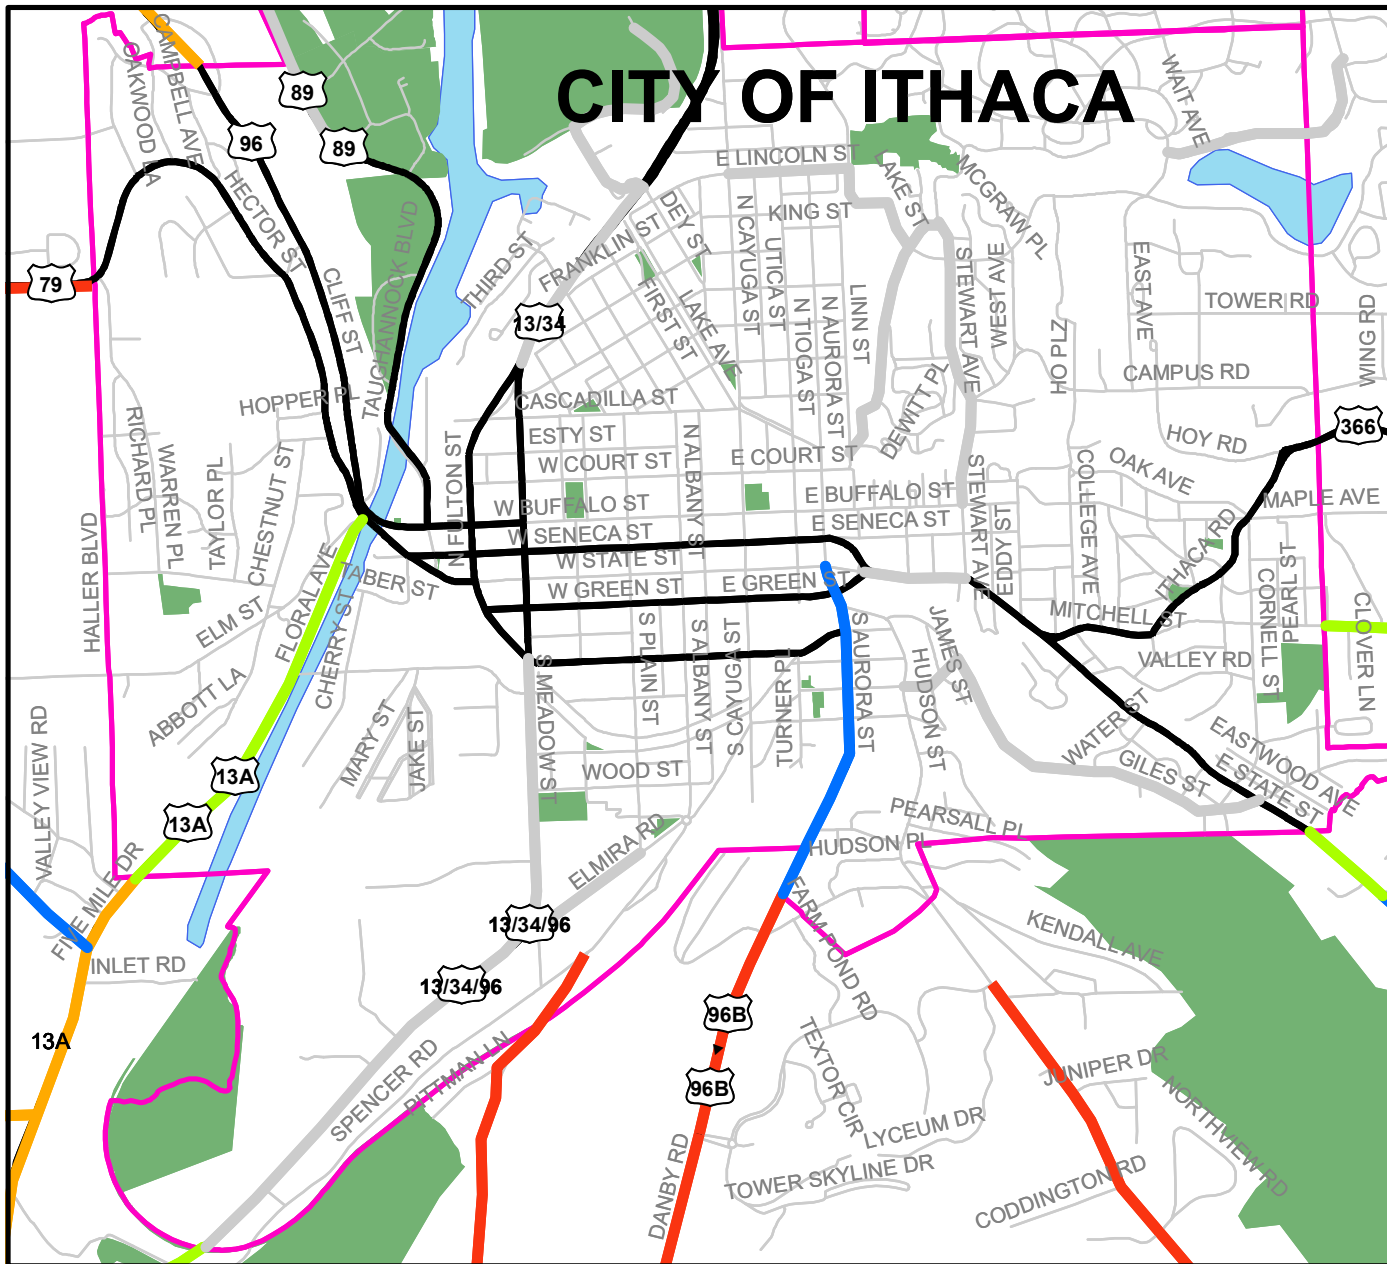 CITY OF ITHACA
CAMPBELL AVE
OAKWOOD LA
89
96
89
HECTOR ST
79
CLIFF ST
TAUGHANNOCK BLVD
THIRD ST
FRANKLIN ST
DEY ST
E LINCOLN ST
LAKE ST
MCGRAW PL
WAIT AVE
N CAYUGA ST
KING ST
UTICA ST
STEWART AVE
WEST AVE
EAST AVE
TOWER RD
WING RD
13/34
FIRST ST
LAKE AVE
N TIOGA ST
N AURORA ST
LINN ST
HO PLZ
CAMPUS RD
DEWITT PL
HOPPER PL
CASCADILLA ST
ESTY ST
W COURT ST
E COURT ST
N ALBANY ST
N FULTON ST
366
HOY RD
OAK AVE
MAPLE AVE
RICHARD PL
WARREN PL
TAYLOR PL
CHESTNUT ST
W BUFFALO ST
E BUFFALO ST
W SENECA ST
E SENECA ST
W STATE ST
W GREEN ST
E GREEN ST
STEWART AVE
EDDY ST
COLLEGE AVE
ITHACA RD
MITCHELL ST
CORNELL ST
PEARL ST
CLOVER LN
VALLEY RD
HALLER BLVD
ELM ST
FLORAL AVE
TABER ST
CHERRY ST
ABBOTT LA
MARY ST
JAKE ST
S MEADOW ST
S PLAIN ST
S ALBANY ST
S CAYUGA ST
TURNER PL
S AURORA ST
HUDSON ST
JAMES ST
WATER ST
GILES ST
EASTWOOD AVE
E STATE ST
VALLEY VIEW RD
13A
13A
WOOD ST
ELMIRA RD
PEARSALL PL
HUDSON PL
FIVE MILE DR
INLET RD
13/34/96
13/34/96
FARM POND RD
KENDALL AVE
13A
96B
96B
SPENCER RD
PITTMAN LN
TEXTOR CIR
LYCEUM DR
JUNIPER DR
NORTHVIEW RD
DANBY RD
TOWER SKYLINE DR
CODDINGTON RD